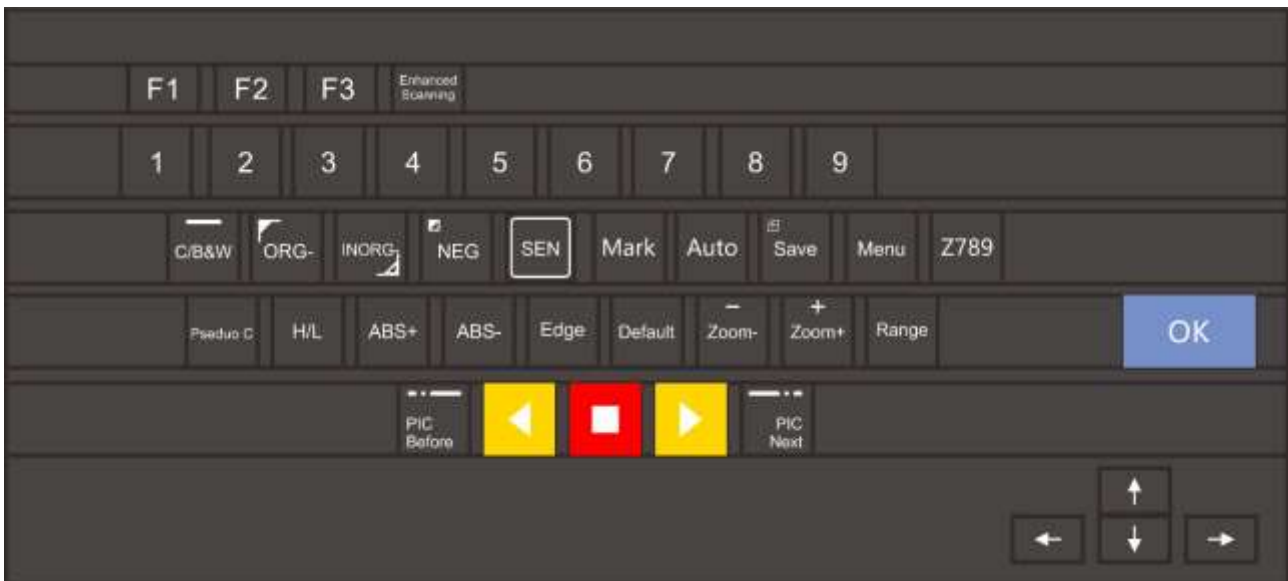 F1 F2 F3 Enhanced
Scanning
1 2 3 4 5 6 7 8 9
C/B&W ORG- INORG NEG SEN Mark Auto Save Menu Z789
Pseduo C H/L ABS+ ABS- Edge Default Zoom- Zoom+ Range OK
PIC
Before
PIC
Next